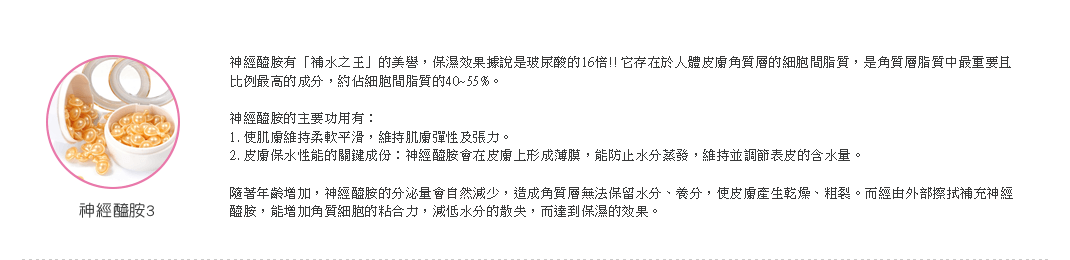 神經醯胺有「補水之王」的美譽，保濕效果據說是玻尿酸的16倍!! 它存在於人體皮膚角質層的細胞間脂質，是角質層脂質中最重要且
比例最高的成分，約佔細胞間脂質的40~55%。
神經醯胺的主要功用有：
1. 使肌膚維持柔軟平滑，維持肌膚彈性及張力。
2. 皮膚保水性能的關鍵成份：神經醯胺會在皮膚上形成薄膜，能防止水分蒸發，維持並調節表皮的含水量。
隨著年齡增加，神經醯胺的分泌量會自然減少，造成角質層無法保留水分、養分，使皮膚產生乾燥、粗裂。而經由外部擦拭補充神經
醯胺，能增加角質細胞的粘合力，減低水分的散失，而達到保濕的效果。
神經醯胺3